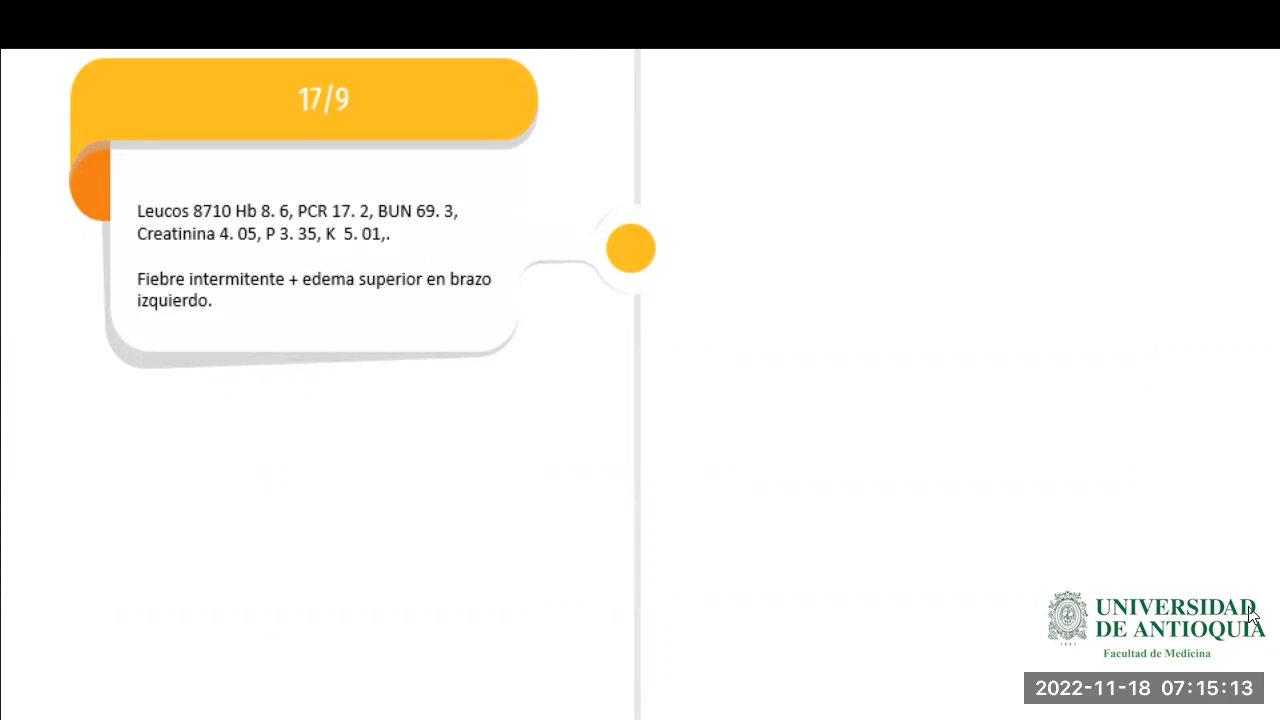 17/9
Leucos 8710 Hb 8. 6, PCR 17. 2, BUN 69. 3,
Creatinina 4. 05, P 3. 35, K  5. 01,.
Fiebre intermitente + edema superior en brazo
izquierdo.
UNIVERSIDAD
DE ANTIOQUIA
Facultad de Medicina
2022-11-18 07:15:13